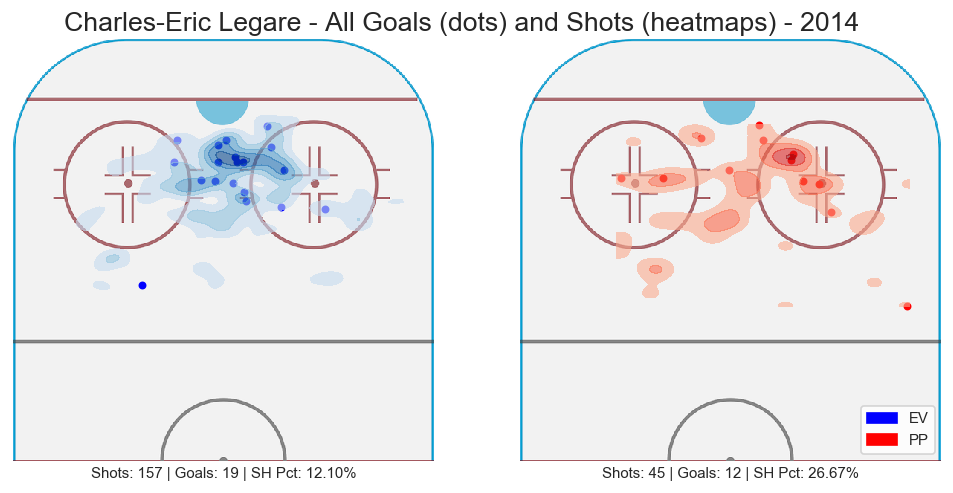 Charles-Eric Legare - All Goals (dots) and Shots (heatmaps) - 2014
EV
PP
Shots: 157 | Goals: 19 | SH Pct: 12.10%
Shots: 45 | Goals: 12 | SH Pct: 26.67%